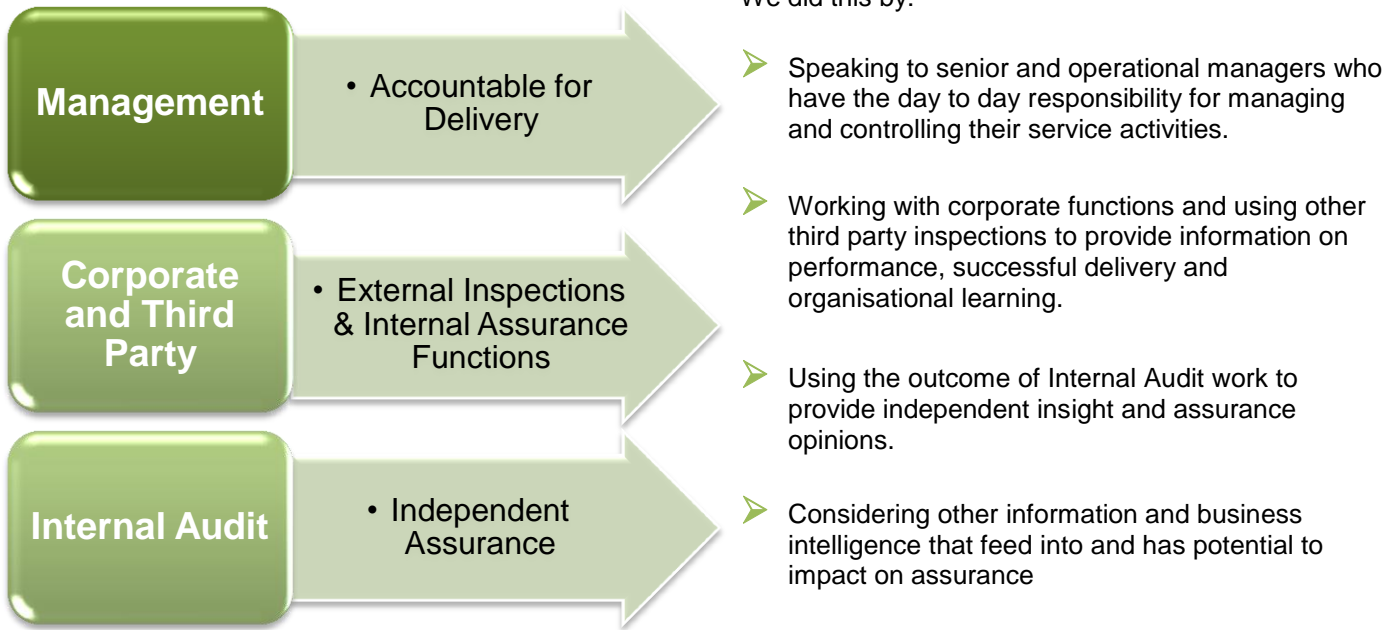 Management
• Accountable for
Delivery
Corporate
and Third
Party
• External Inspections
& Internal Assurance
Functions
Internal Audit
• Independent
Assurance
We did this by:
➢ Speaking to senior and operational managers who
have the day to day responsibility for managing
and controlling their service activities.
➢ Working with corporate functions and using other
third party inspections to provide information on
performance, successful delivery and
organisational learning.
➢ Using the outcome of Internal Audit work to
provide independent insight and assurance
opinions.
➢ Considering other information and business
intelligence that feed into and has potential to
impact on assurance